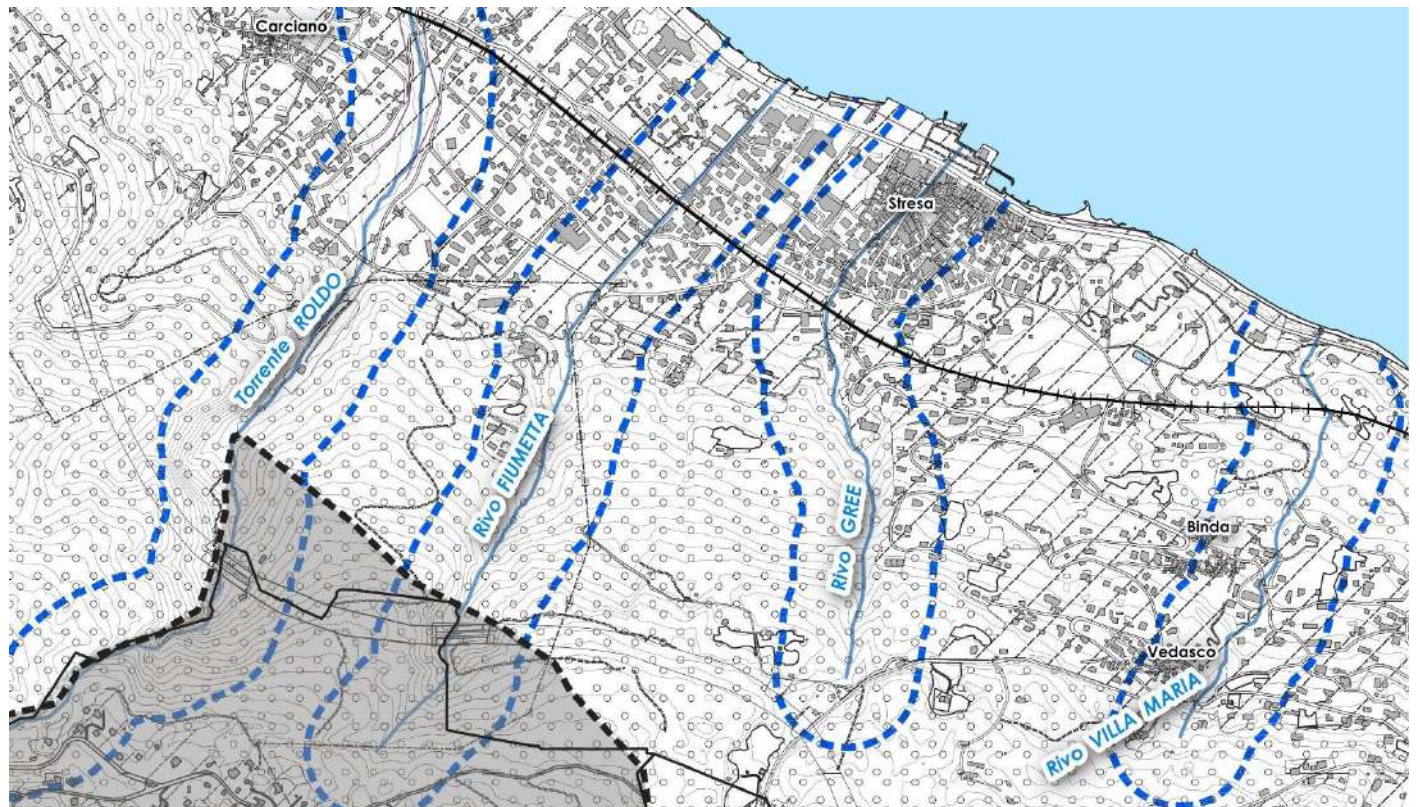 Carciano
Stresa
Torrente ROLDO
Rivo FIUMETTA
Rivo GREE
Binda
Vedasco
Rivo VILLA MARIA